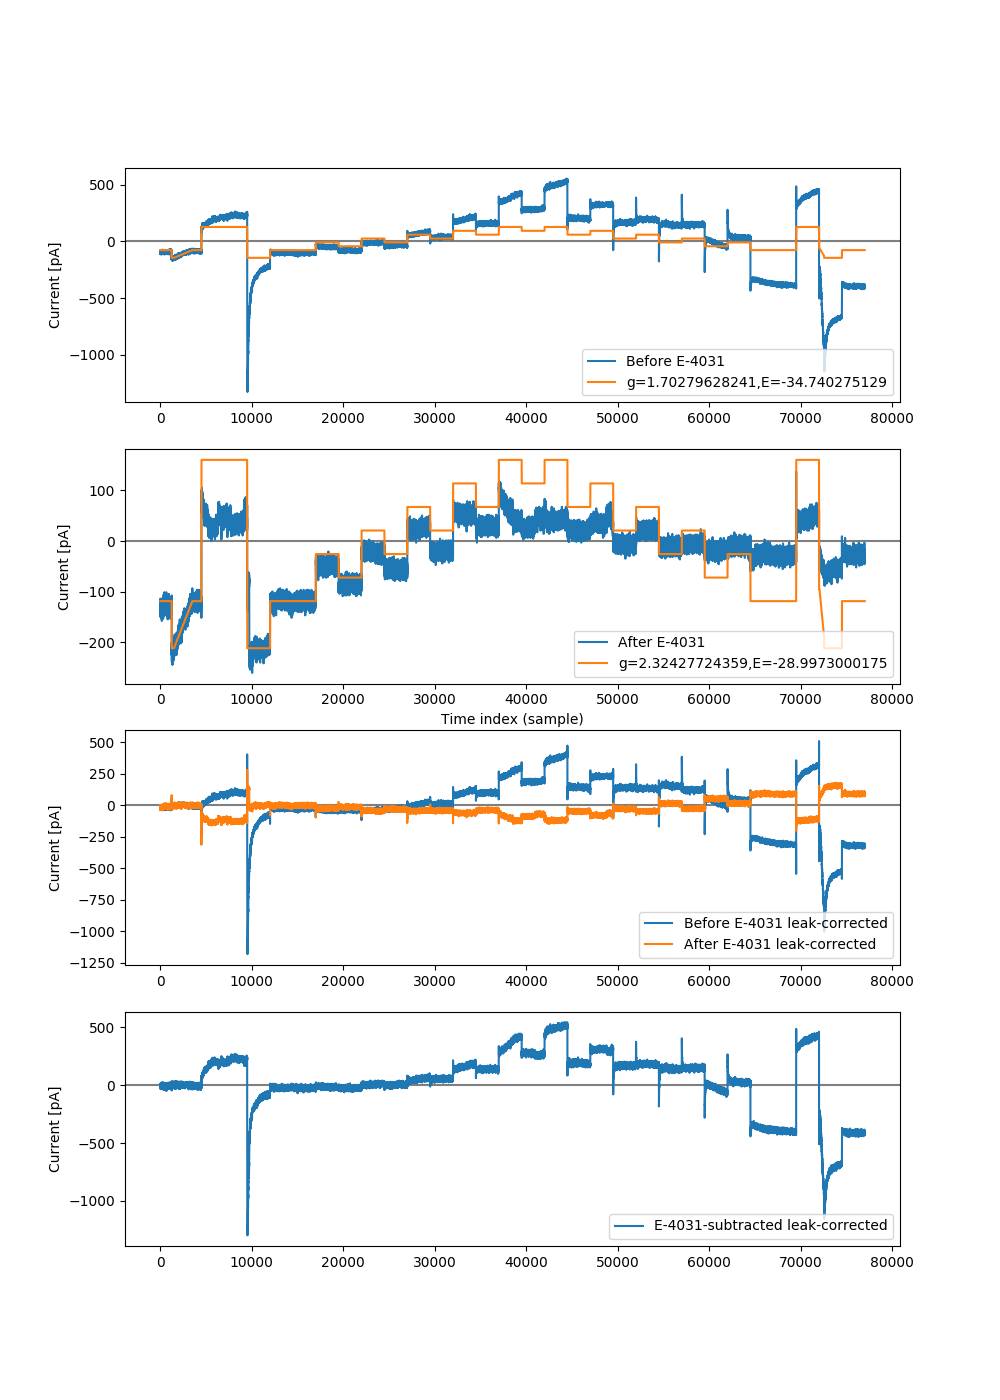 500
0
−500
−1000
Current [pA]
Before E-4031
g=1.70279628241,E=-34.740275129
0 10000 20000 30000 40000 50000 60000 70000 80000
100
0
−100
−200
Current [pA]
After E-4031
g=2.32427724359,E=-28.9973000175
0 10000 20000 30000 40000 50000 60000 70000 80000
Time index (sample)
500
250
0
−250
−500
−750
−1000
−1250
Current [pA]
Before E-4031 leak-corrected
After E-4031 leak-corrected
0 10000 20000 30000 40000 50000 60000 70000 80000
500
0
−500
−1000
Current [pA]
E-4031-subtracted leak-corrected
0 10000 20000 30000 40000 50000 60000 70000 80000